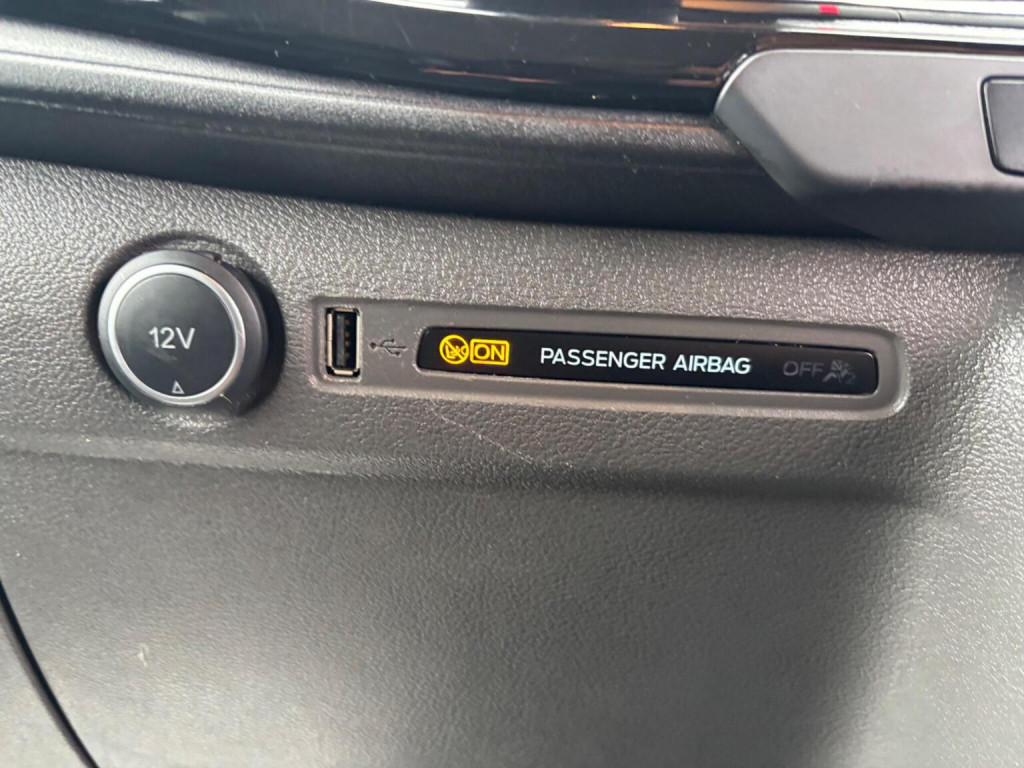 12V
ON PASSENGER AIRBAG OFF